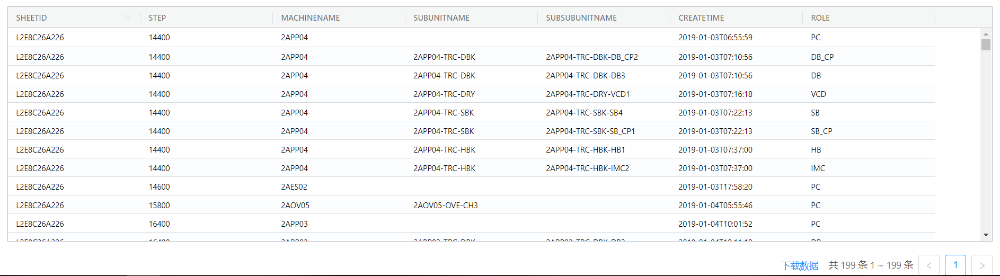 SHEETID STEP MACHINENAME SUBUNITNAME SUBSUBUNITNAME CREATETIME ROLE
L2E8C26A226 14400 2APP04 2019-01-03T06:55:59 PC
L2E8C26A226 14400 2APP04 2APP04-TRC-DBK 2APP04-TRC-DBK-DB_CP2 2019-01-03T07:10:56 DB_CP
L2E8C26A226 14400 2APP04 2APP04-TRC-DBK 2APP04-TRC-DBK-DB3 2019-01-03T07:10:56 DB
L2E8C26A226 14400 2APP04 2APP04-TRC-DRY 2APP04-TRC-DRY-VCD1 2019-01-03T07:16:18 VCD
L2E8C26A226 14400 2APP04 2APP04-TRC-SBK 2APP04-TRC-SBK-SB4 2019-01-03T07:22:13 SB
L2E8C26A226 14400 2APP04 2APP04-TRC-SBK 2APP04-TRC-SBK-SB_CP1 2019-01-03T07:22:13 SB_CP
L2E8C26A226 14400 2APP04 2APP04-TRC-HBK 2APP04-TRC-HBK-HB1 2019-01-03T07:37:00 HB
L2E8C26A226 14400 2APP04 2APP04-TRC-HBK 2APP04-TRC-HBK-IMC2 2019-01-03T07:37:00 IMC
L2E8C26A226 14600 2AES02 2019-01-03T17:58:20 PC
L2E8C26A226 15800 2AOV05 2AOV05-OVE-CH3 2019-01-04T05:55:46 PC
L2E8C26A226 16400 2APP03 2019-01-04T10:01:52 PC
下载数据 共 199 条 1 ~ 199 条 < 1 >